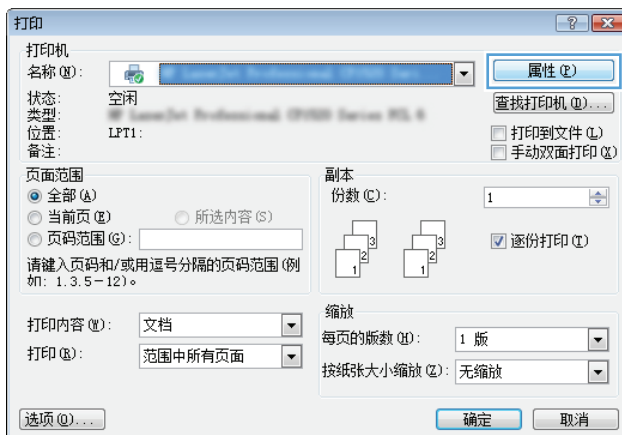 打印
打印机
名称(N):
属性(P)
状态: 空闲
查找打印机(D)...
类型:
位置: LPT1:
打印到文件(L)
备注:
手动双面打印(X)
页面范围
全部(A)
当前页(E) 所选内容(S)
页码范围(G):
请键入页码和/或用逗号分隔的页码范围(例
如: 1.3.5-12)。
副本
份数(C): 1
1 2 3 1 2 3
逐份打印(T)
打印内容(W): 文档
打印(R): 范围中所有页面
缩放
每页的版数(H): 1 版
按纸张大小缩放(Z): 无缩放
选项(O)... 确定 取消